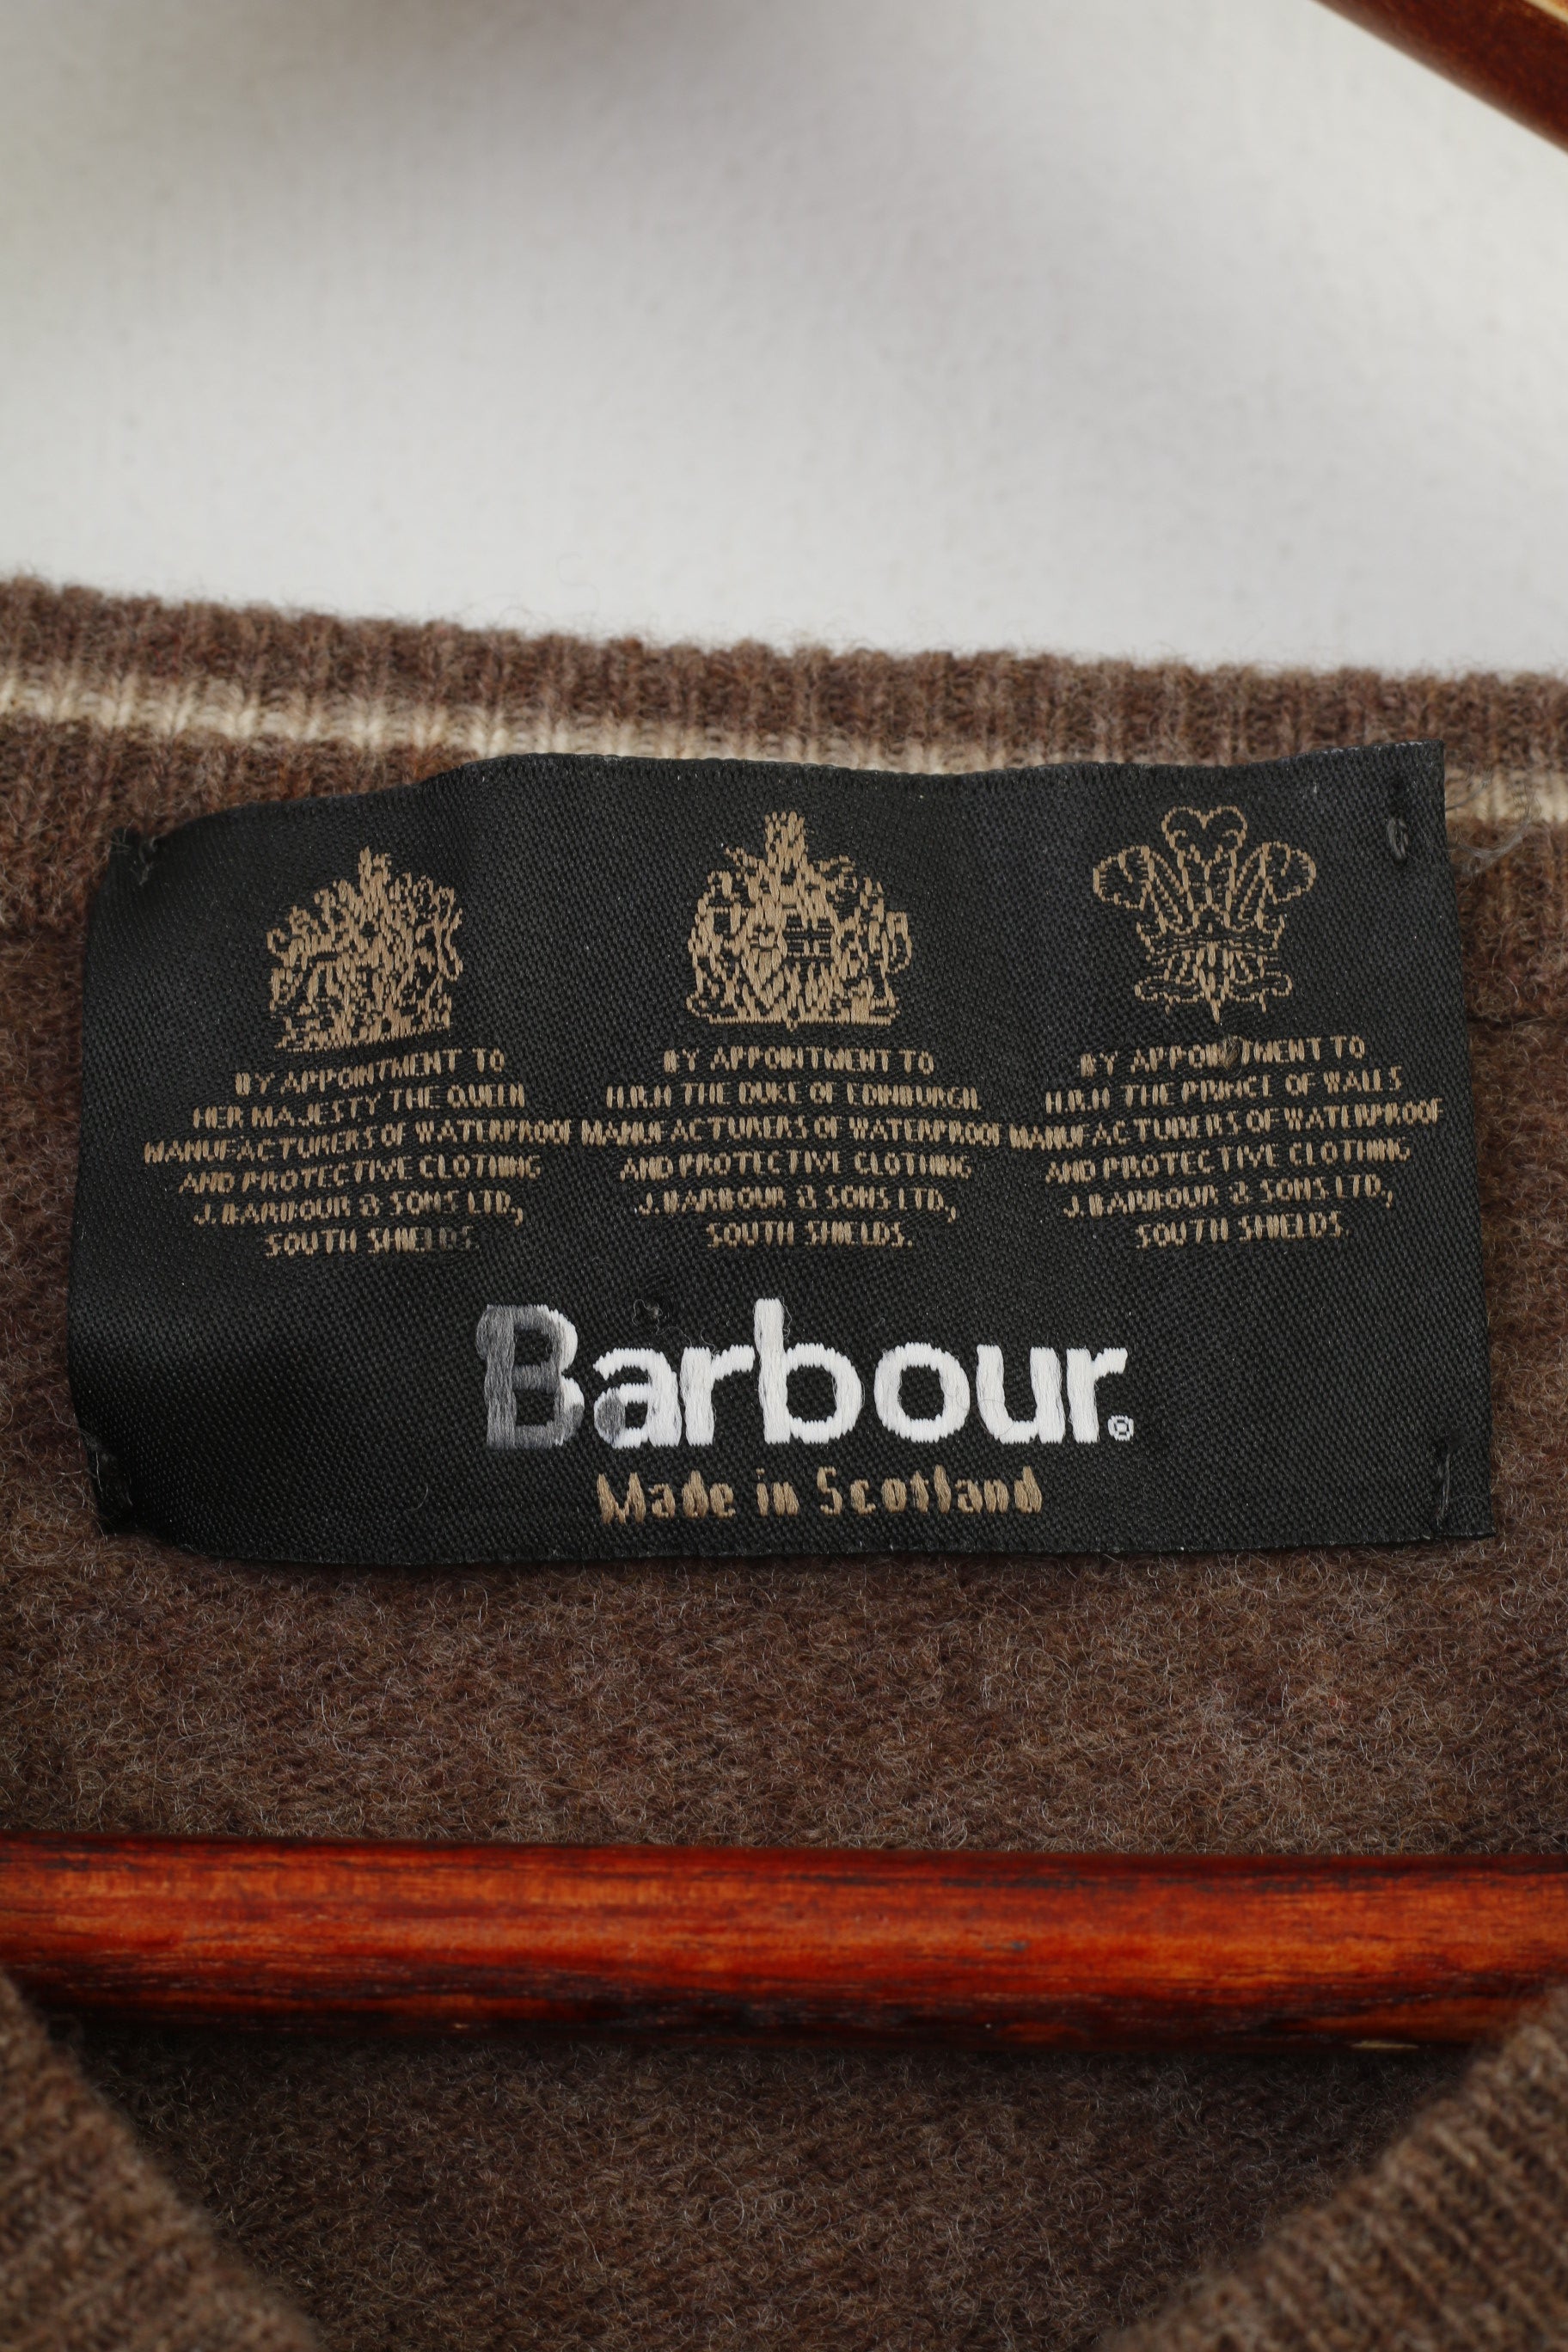 BY APPOINTMENT TO
HER MAJESTY THE QUEEN
MANUFACTURERS OF WATERPROOF
AND PROTECTIVE CLOTHING
J. BARBOUR & SONS LTD,
SOUTH SHIELDS.
BY APPOINTMENT TO
H.R.H THE DUKE OF EDINBURGH
MANUFACTURERS OF WATERPROOF
AND PROTECTIVE CLOTHING
J. BARBOUR & SONS LTD,
SOUTH SHIELDS.
BY APPOINTMENT TO
H.R.H THE PRINCE OF WALES
MANUFACTURERS OF WATERPROOF
AND PROTECTIVE CLOTHING
J. BARBOUR & SONS LTD,
SOUTH SHIELDS.
Barbour®
Made in Scotland